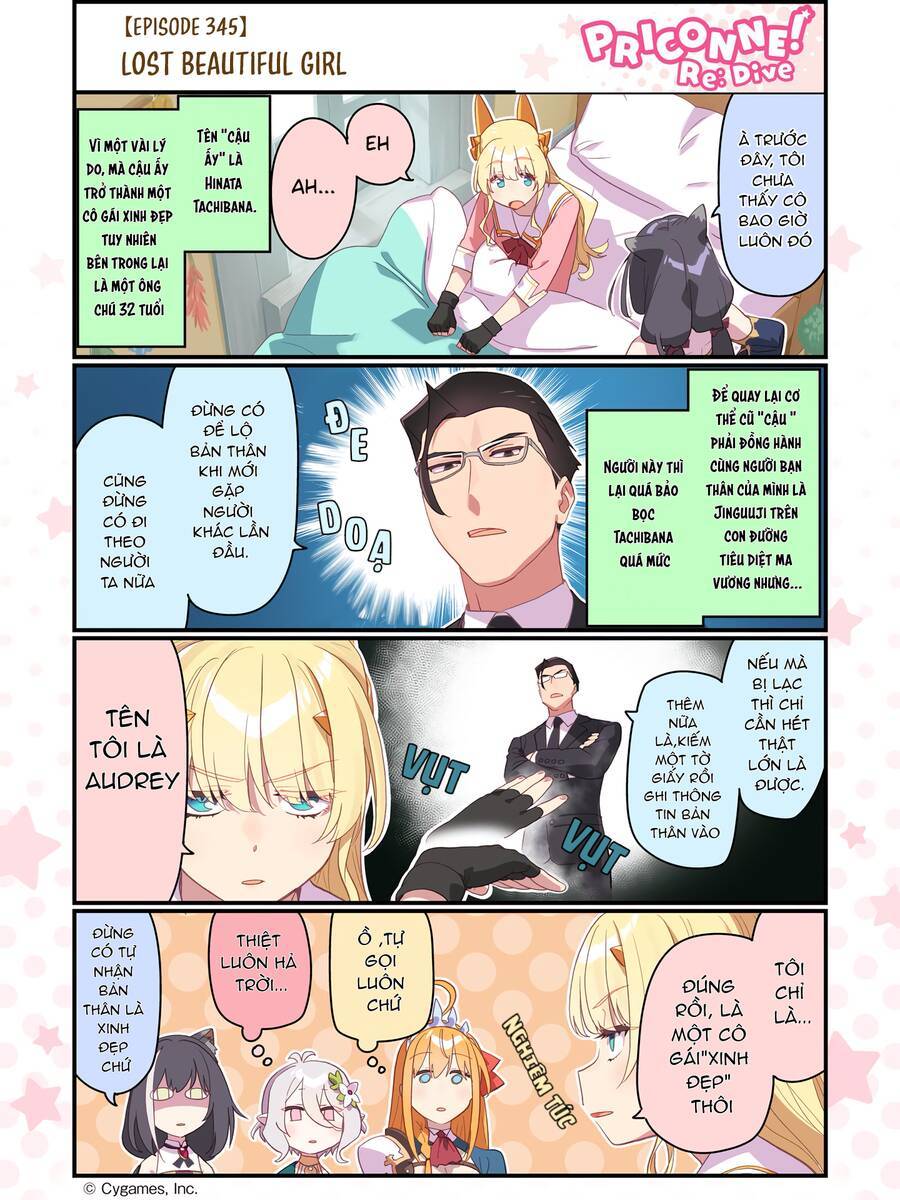 【EPISODE 345】
LOST BEAUTIFUL GIRL
PRICONNE!
Re: Dive
À TRƯỚC
ĐÂY, TÔI
CHƯA
THẤY CÔ
BAO GIỜ
LUÔN ĐÓ
EH
AH...
TÊN "CẬU
ẤY" LÀ
HINATA
TACHIBANA.
VÌ MỘT VÀI LÝ
DO, MÀ CẬU ẤY
TRỞ THÀNH MỘT
CÔ GÁI XINH ĐẸP
TUY NHIÊN
BÊN TRONG LẠI
LÀ MỘT ÔNG
CHÚ 32 TUỔI
ĐỂ QUAY LẠI CƠ
THỂ CŨ "CẬU "
PHẢI ĐỒNG HÀNH
CÙNG NGƯỜI BẠN
THÂN CỦA MÌNH LÀ
JINGUUJI TRÊN
CON ĐƯỜNG
TIÊU DIỆT MA
VƯƠNG NHƯNG...
NGƯỜI NÀY THÌ
LẠI QUÁ BẢO
BỌC
TACHIBANA
QUÁ MỨC
ĐE
DOẠ
ĐỪNG CÓ
ĐỂ LỘ
BẢN THÂN
KHI MỚI
GẶP
NGƯỜI
KHÁC LẦN
ĐẦU.
CŨNG
ĐỪNG
CÓ ĐI
THEO
NGƯỜI
TA NỮA
NẾU MÀ
BỊ LẠC
THÌ CHỈ
CẦN HÉT
THẬT
LỚN LÀ
ĐƯỢC.
THÊM
NỮA
LÀ,KIẾM
MỘT TỜ
GIẤY RỒI
GHI THÔNG
TIN BẢN
THÂN VÀO
VỤT
VỤT
TÊN
TÔI LÀ
AUDREY
TÔI
CHỈ
LÀ...
ĐÚNG
RỒI, LÀ
MỘT CÔ
GÁI"XINH
ĐẸP"
THÔI
NGHIEM TÚC
Ồ ,TỰ
GỌI
LUÔN
CHỨ
THIỆT
LUÔN HẢ
TRỜI...
ĐỪNG
CÓ TỰ
NHẬN
BẢN
THÂN LÀ
XINH
ĐẸP
CHỨ
© Cygames, Inc.